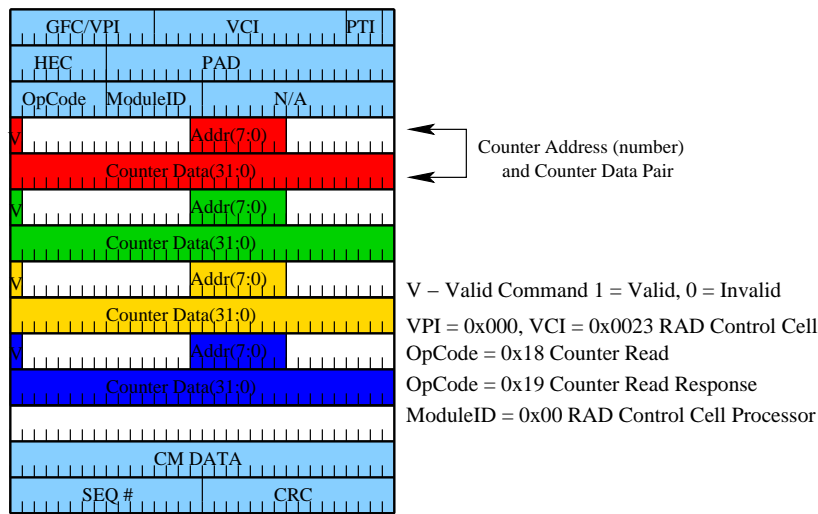 GFC/VPI VCI PTI
HEC PAD
OpCode ModuleID N/A
V Addr(7:0)
Counter Data(31:0)
V Addr(7:0)
Counter Data(31:0)
V Addr(7:0)
Counter Data(31:0)
V Addr(7:0)
Counter Data(31:0)
CM DATA
SEQ # CRC
Counter Address (number)
and Counter Data Pair
V – Valid Command 1 = Valid, 0 = Invalid
VPI = 0x000, VCI = 0x0023 RAD Control Cell
OpCode = 0x18 Counter Read
OpCode = 0x19 Counter Read Response
ModuleID = 0x00 RAD Control Cell Processor